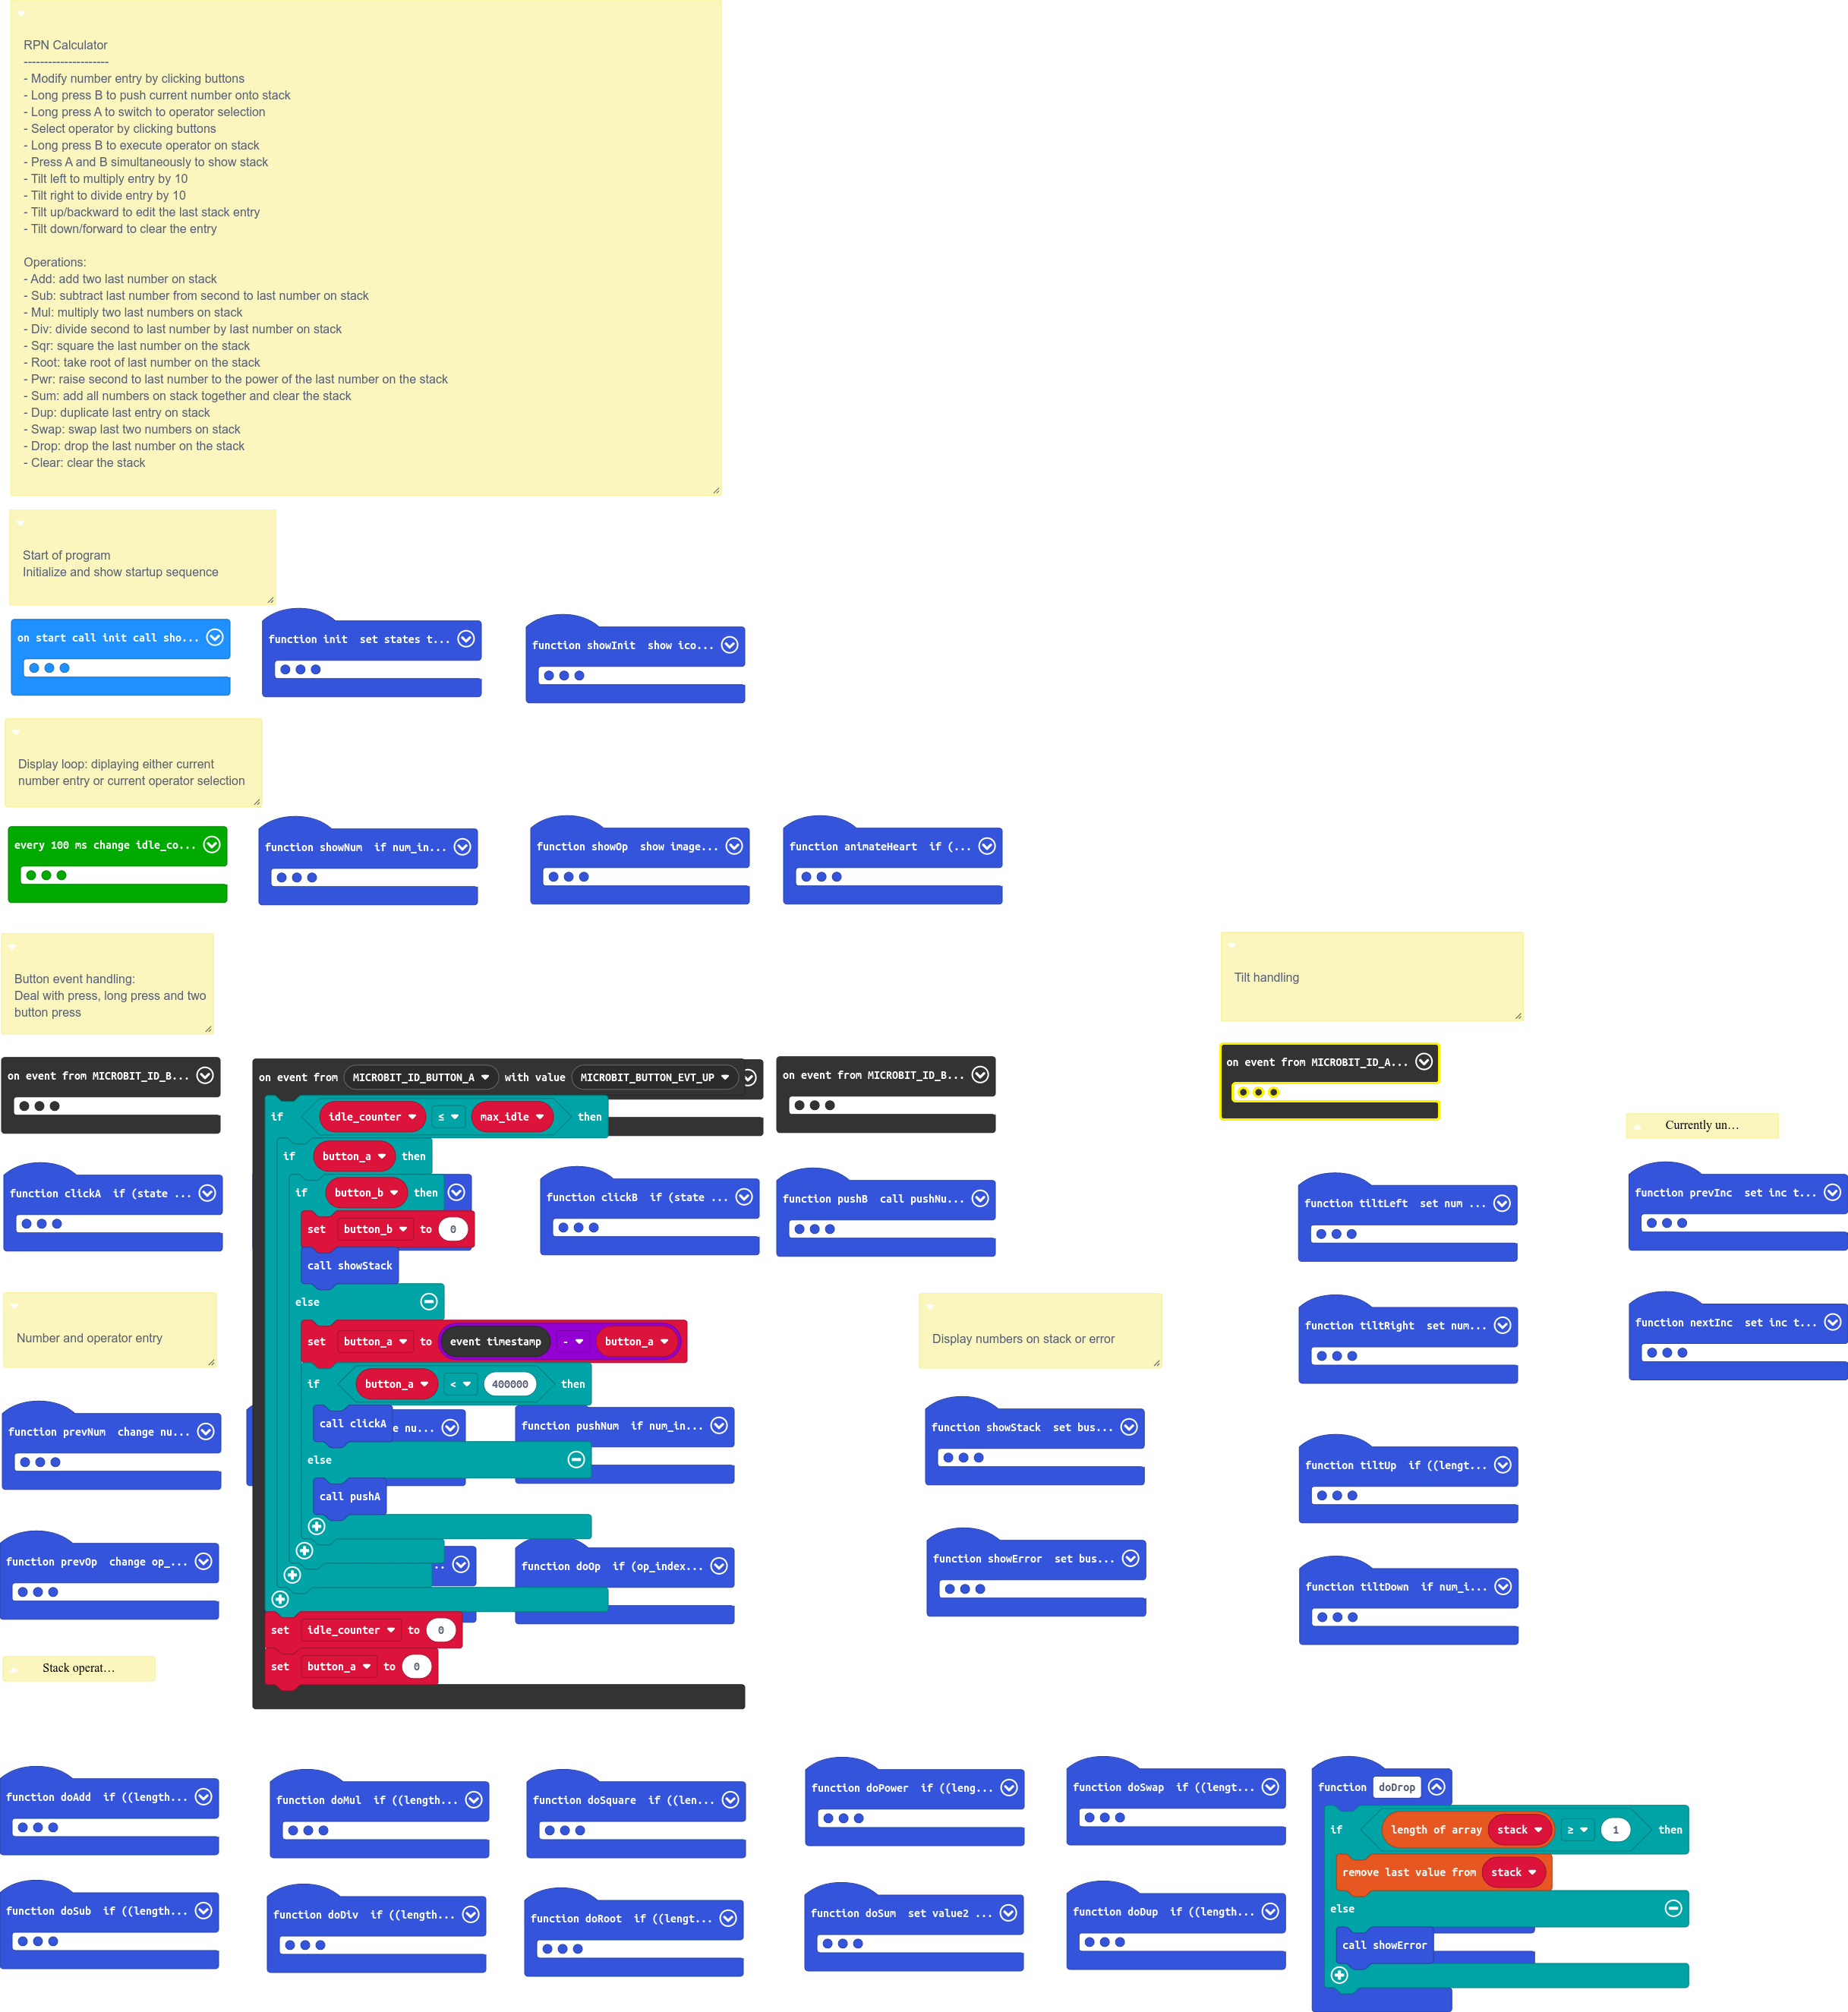 RPN Calculator
---------------------
- Modify number entry by clicking buttons
- Long press B to push current number onto stack
- Long press A to switch to operator selection
- Select operator by clicking buttons
- Long press B to execute operator on stack
- Press A and B simultaneously to show stack
- Tilt left to multiply entry by 10
- Tilt right to divide entry by 10
- Tilt up/backward to edit the last stack entry
- Tilt down/forward to clear the entry
Operations:
- Add: add two last number on stack
- Sub: subtract last number from second to last number on stack
- Mul: multiply two last numbers on stack
- Div: divide second to last number by last number on stack
- Sqr: square the last number on the stack
- Root: take root of last number on the stack
- Pwr: raise second to last number to the power of the last number on the stack
- Sum: add all numbers on stack together and clear the stack
- Dup: duplicate last entry on stack
- Swap: swap last two numbers on stack
- Drop: drop the last number on the stack
- Clear: clear the stack
Start of program
Initialize and show startup sequence
on start call init call sho...
function init set states t...
function showInit show ico...
Display loop: diplaying either current
number entry or current operator selection
every 100 ms change idle_co...
function showNum if num_in...
function showOp show image...
function animateHeart if (...
Button event handling:
Deal with press, long press and two
button press
Tilt handling
on event from MICROBIT_ID_B...
on event from MICROBIT_ID_BUTTON_A with value MICROBIT_BUTTON_EVT_UP
on event from MICROBIT_ID_B...
on event from MICROBIT_ID_A...
if idle_counter ≤ max_idle then
Currently un...
if button_a then
function clickA if (state ...
if button_b then
function clickB if (state ...
function pushB call pushNu...
function tiltLeft set num ...
function prevInc set inc t...
set button_b to 0
call showStack
else
Number and operator entry
set button_a to event timestamp - button_a
Display numbers on stack or error
function tiltRight set num...
function nextInc set inc t...
if button_a < 400000 then
function prevNum change nu...
call clickA
e nu...
function pushNum if num_in...
function showStack set bus...
else
function tiltUp if ((lengt...
call pushA
function prevOp change op_...
..
function doOp if (op_index...
function showError set bus...
function tiltDown if num_i...
set idle_counter to 0
Stack operat...
set button_a to 0
function doAdd if ((length...
function doMul if ((length...
function doSquare if ((len...
function doPower if ((leng...
function doSwap if ((lengt...
function doDrop
if length of array stack ≥ 1 then
remove last value from stack
else
call showError
function doSub if ((length...
function doDiv if ((length...
function doRoot if ((lengt...
function doSum set value2 ...
function doDup if ((length...